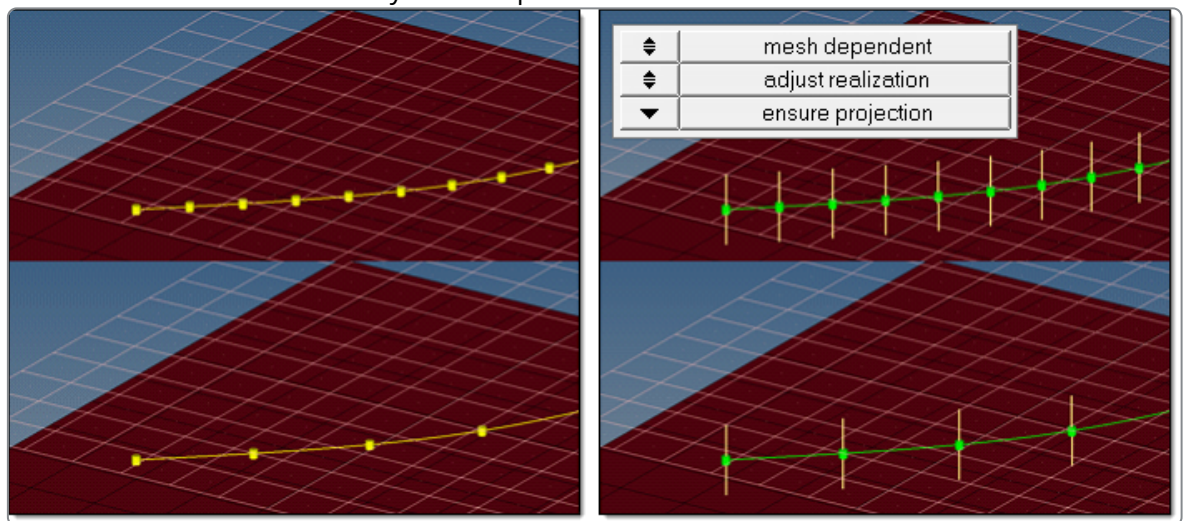 mesh dependent
adjust realization
ensure projection